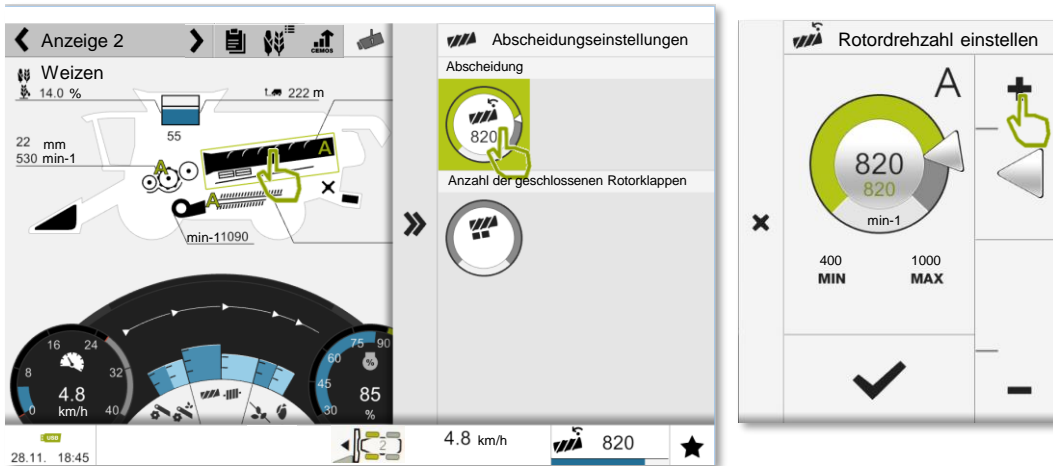 Anzeige 2
CEMOS
Abscheidungseinstellungen
Weizen
14.0 %
222 m
55
22 mm
530 min-1
A
A
A
min-11090
Abscheidung
820
Anzahl der geschlossenen Rotorklappen
0
8
16
24
32
40
4.8
km/h
30
45
60
75
90
%
85
%
USB
28.11. 18:45
2
4.8 km/h
820
Rotordrehzahl einstellen
A
820
820
min-1
400
MIN
1000
MAX